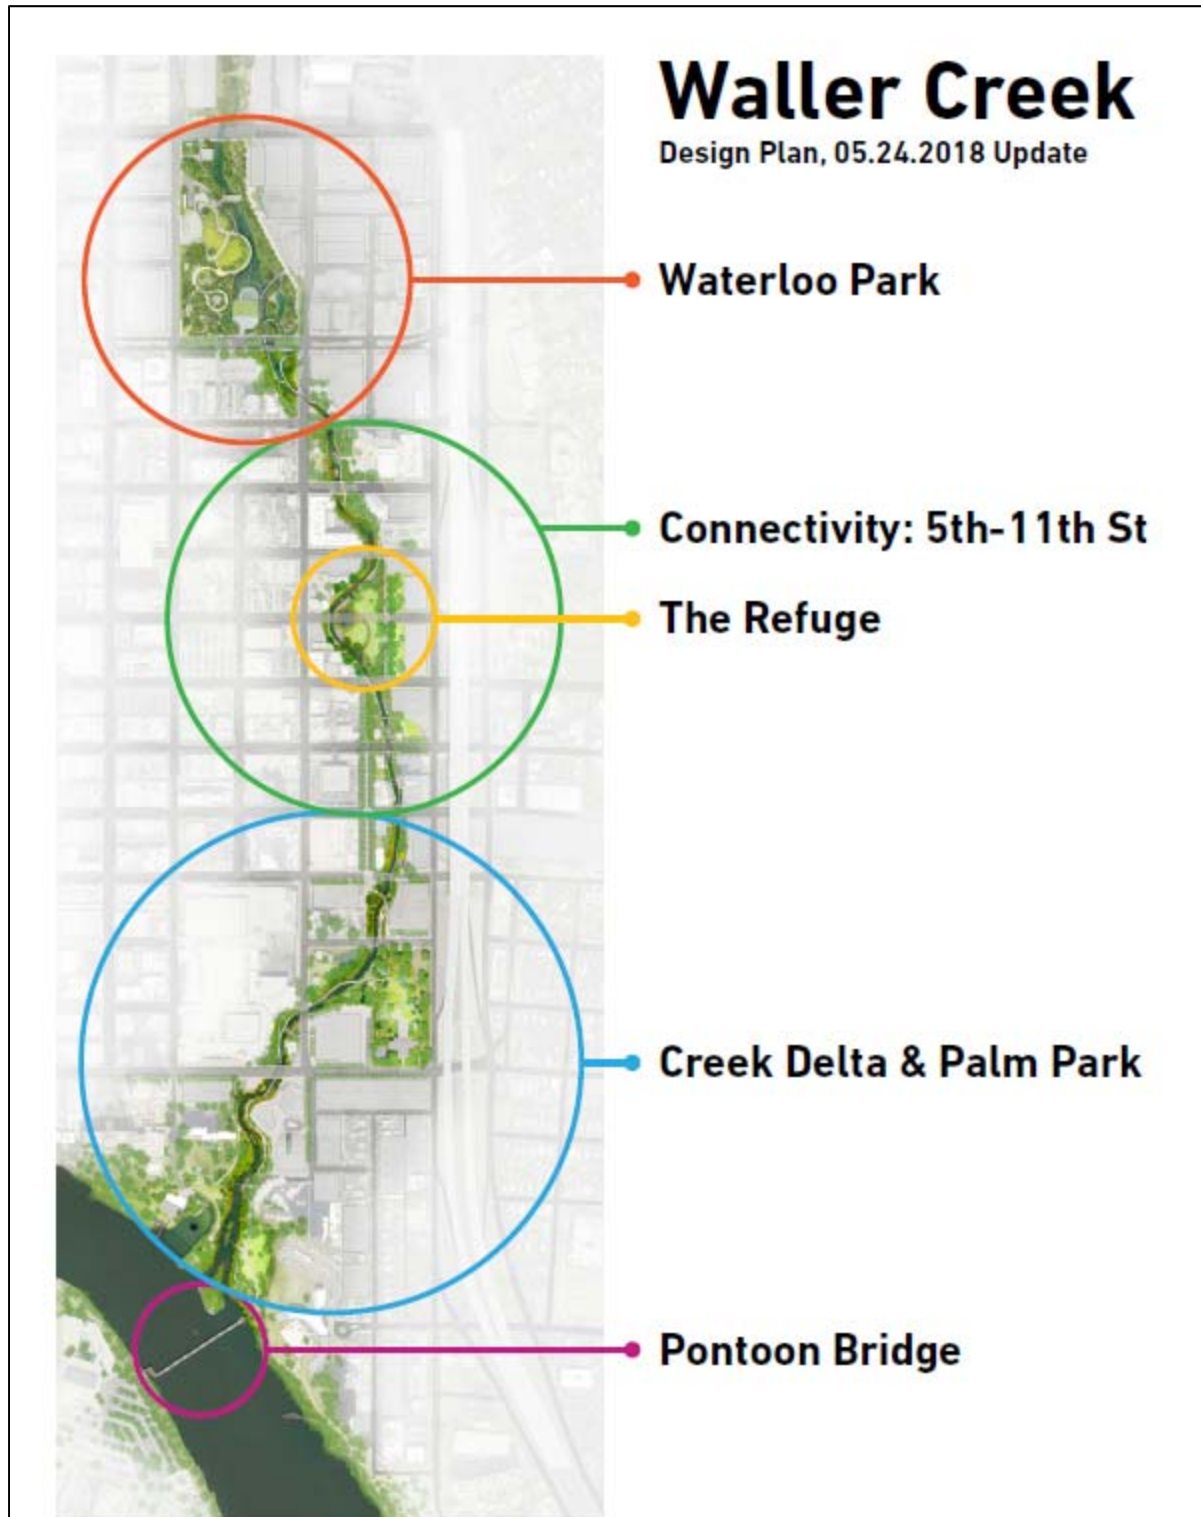 Waller Creek
Design Plan, 05.24.2018 Update
Waterloo Park
Connectivity: 5th-11th St
The Refuge
Creek Delta & Palm Park
Pontoon Bridge